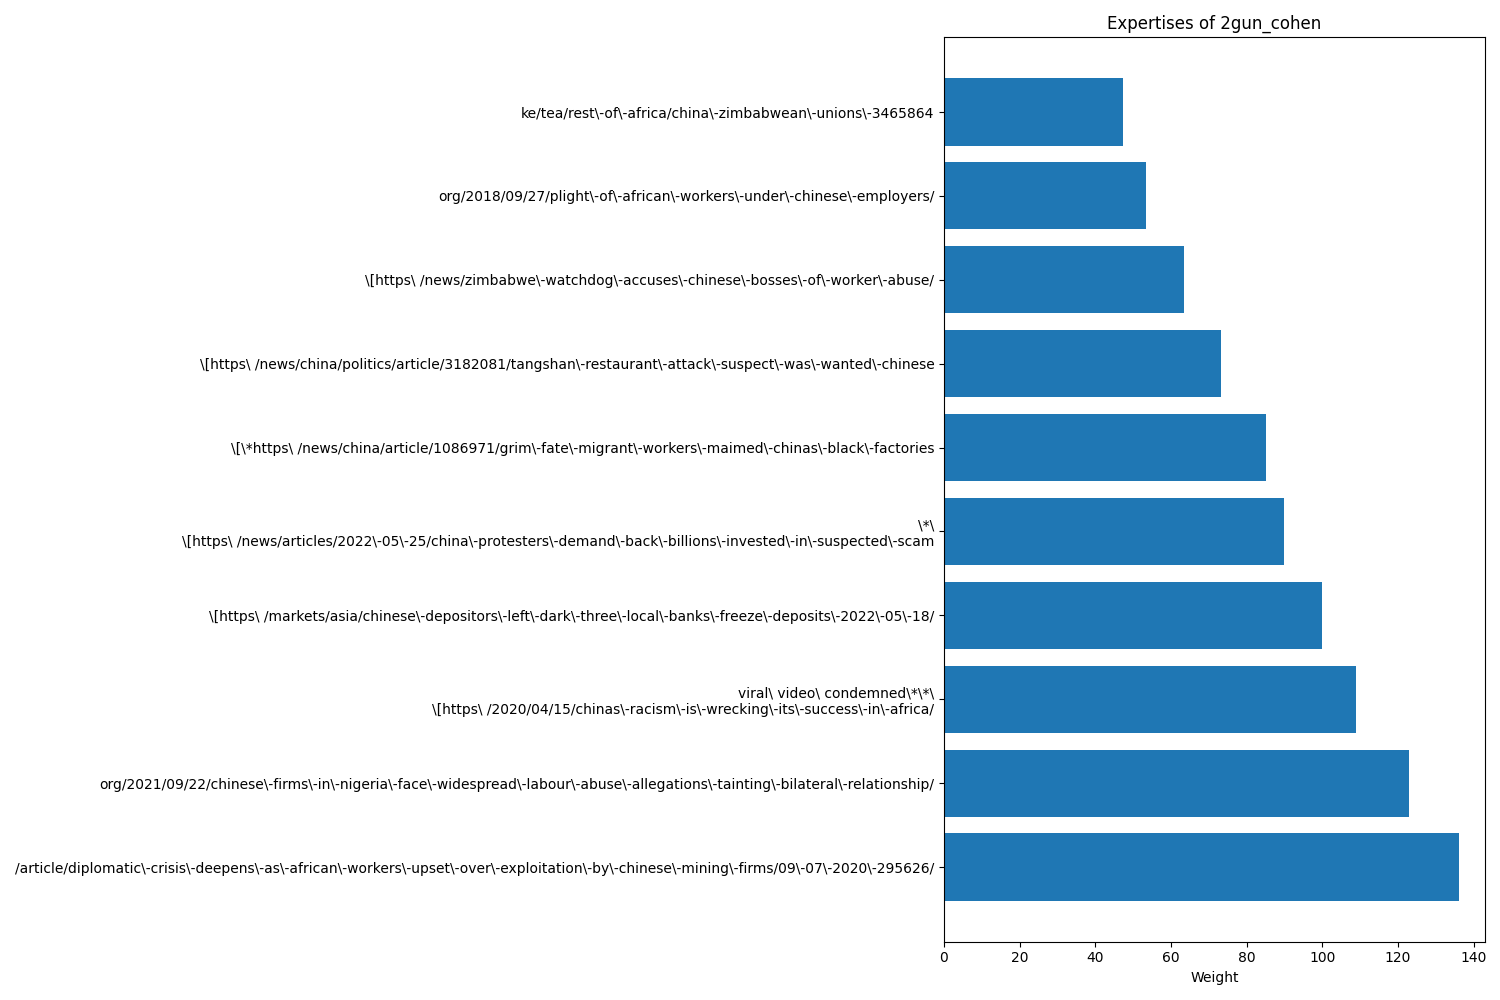 Expertises of 2gun_cohen
ke/tea/rest\-of\-africa/china\-zimbabwean\-unions\-3465864
org/2018/09/27/plight\-of\-african\-workers\-under\-chinese\-employers/
\[https\ /news/zimbabwe\-watchdog\-accuses\-chinese\-bosses\-of\-worker\-abuse/
\[https\ /news/china/politics/article/3182081/tangshan\-restaurant\-attack\-suspect\-was\-wanted\-chinese
\[\*https\ /news/china/article/1086971/grim\-fate\-migrant\-workers\-maimed\-chinas\-black\-factories
\*\
\[https\ /news/articles/2022\-05\-25/china\-protesters\-demand\-back\-billions\-invested\-in\-suspected\-scam
\[https\ /markets/asia/chinese\-depositors\-left\-dark\-three\-local\-banks\-freeze\-deposits\-2022\-05\-18/
viral\ video\ condemned\*\*\
\[https\ /2020/04/15/chinas\-racism\-is\-wrecking\-its\-success\-in\-africa/
org/2021/09/22/chinese\-firms\-in\-nigeria\-face\-widespread\-labour\-abuse\-allegations\-tainting\-bilateral\-relationship/
/article/diplomatic\-crisis\-deepens\-as\-african\-workers\-upset\-over\-exploitation\-by\-chinese\-mining\-firms/09\-07\-2020\-295626/
0 20 40 60 80 100 120 140
Weight